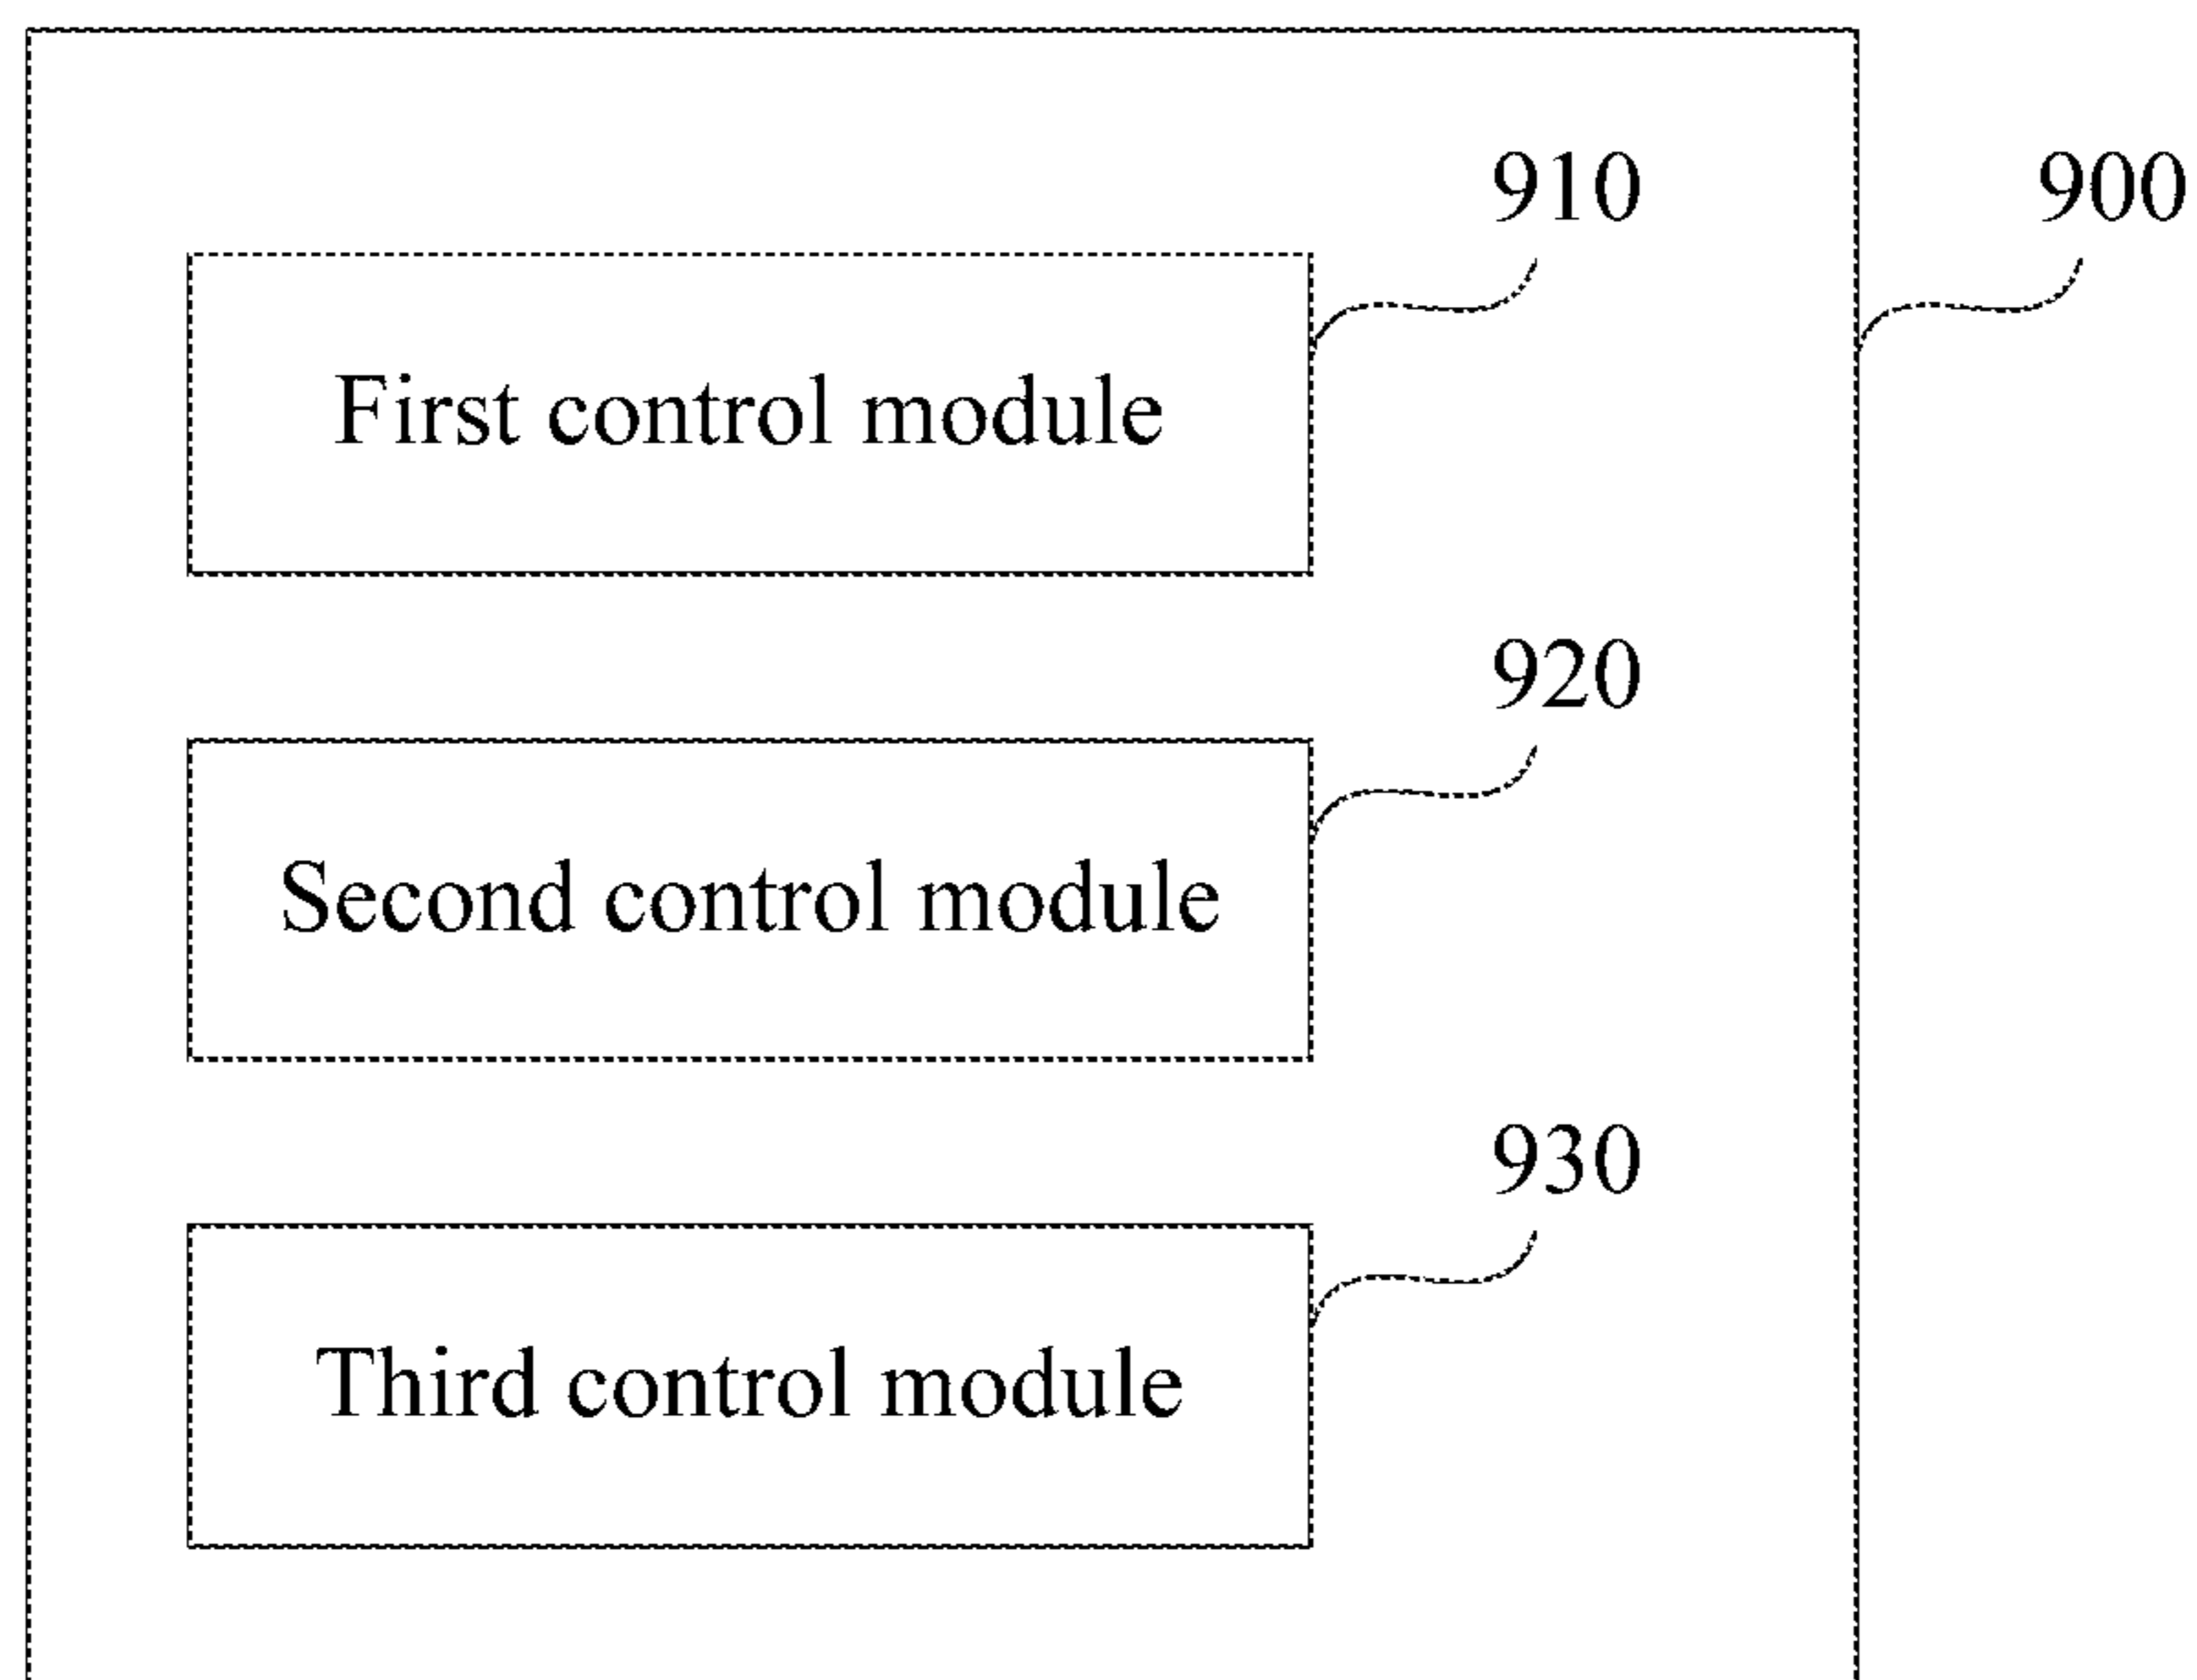 910
900
First control module
920
Second control module
930
Third control module